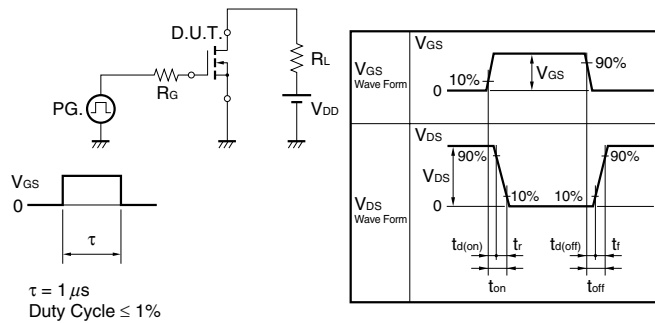 D.U.T.
RL
RG
PG.
VDD
VGS
0
τ
τ = 1 μs
Duty Cycle ≤ 1%
VGS
Wave Form
VGS
10%
VGS
90%
0
VDS
Wave Form
VDS
90%
90%
VDS
10%
10%
0
td(on)
tr
td(off)
tf
ton
toff